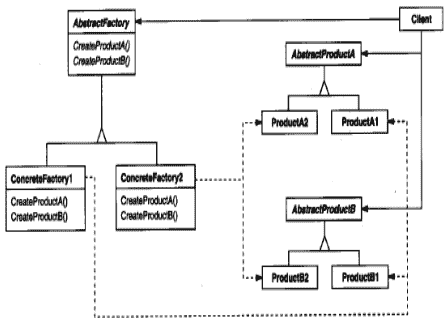 AbstractFactory
CreateProductA()
CreateProductB()
Client
AbstractProductA
ProductA2
ProductA1
ConcreteFactory1
CreateProductA()
CreateProductB()
ConcreteFactory2
CreateProductA()
CreateProductB()
AbstractProductB
ProductB2
ProductB1